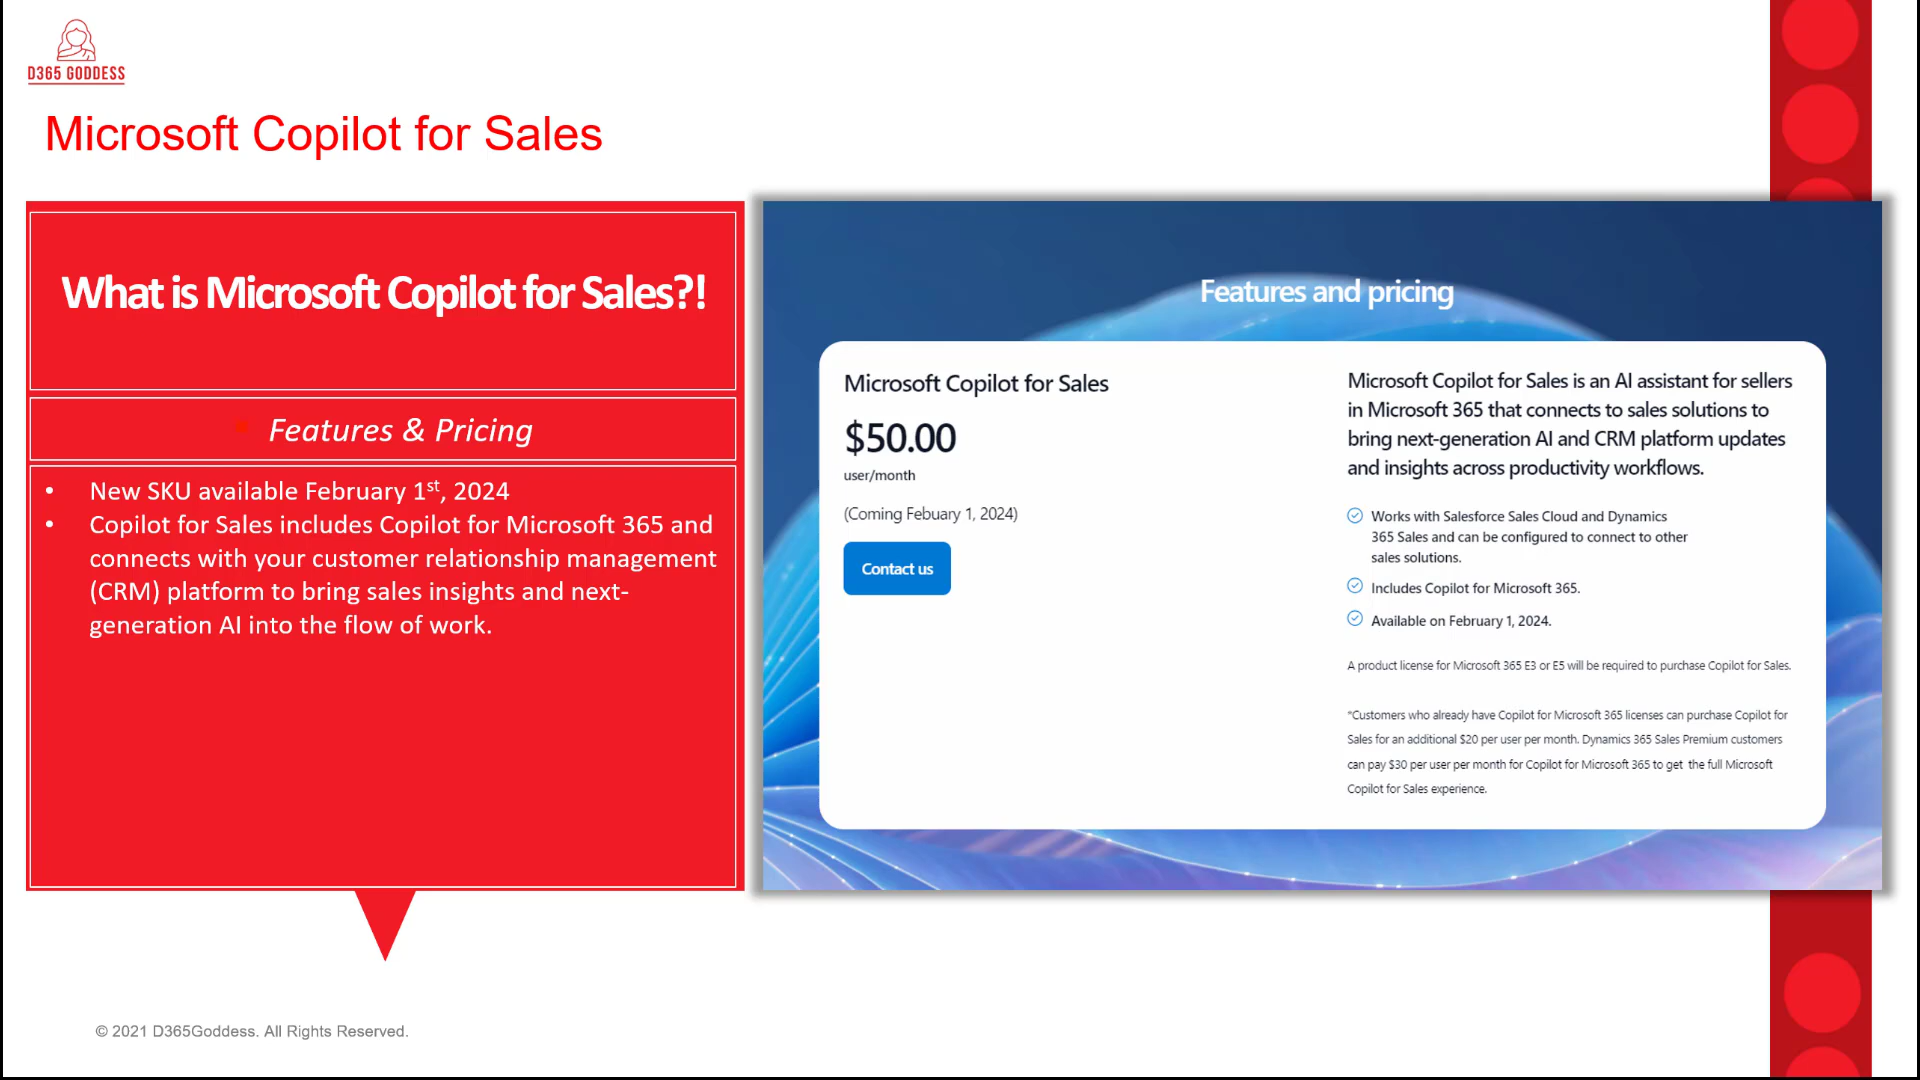 D365 GODDESS
Microsoft Copilot for Sales
What is Microsoft Copilot for Sales?!
Features & Pricing
• New SKU available February 1st, 2024
• Copilot for Sales includes Copilot for Microsoft 365 and
connects with your customer relationship management
(CRM) platform to bring sales insights and next-
generation AI into the flow of work.
Features and pricing
Microsoft Copilot for Sales
$50.00
user/month
(Coming Febuary 1, 2024)
Contact us
Microsoft Copilot for Sales is an AI assistant for sellers
in Microsoft 365 that connects to sales solutions to
bring next-generation AI and CRM platform updates
and insights across productivity workflows.
Works with Salesforce Sales Cloud and Dynamics
365 Sales and can be configured to connect to other
sales solutions.
Includes Copilot for Microsoft 365.
Available on February 1, 2024.
A product license for Microsoft 365 E3 or E5 will be required to purchase Copilot for Sales.
*Customers who already have Copilot for Microsoft 365 licenses can purchase Copilot for
Sales for an additional $20 per user per month. Dynamics 365 Sales Premium customers
can pay $30 per user per month for Copilot for Microsoft 365 to get the full Microsoft
Copilot for Sales experience.
© 2021 D365Goddess. All Rights Reserved.